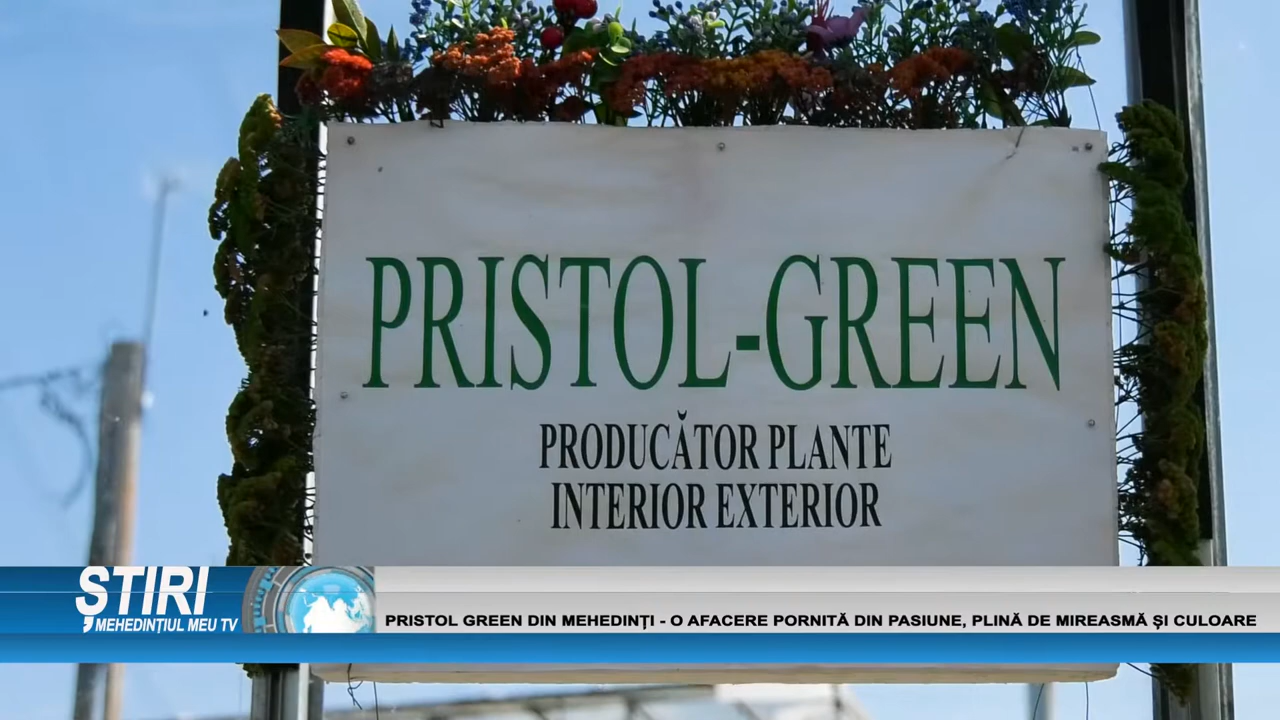 PRISTOL-GREEN
PRODUCĂTOR PLANTE
INTERIOR EXTERIOR
ȘTIRI
MEHEDINȚIUL MEU TV
PRISTOL GREEN DIN MEHEDINȚI - O AFACERE PORNITĂ DIN PASIUNE, PLINĂ DE MIREASMĂ ȘI CULOARE